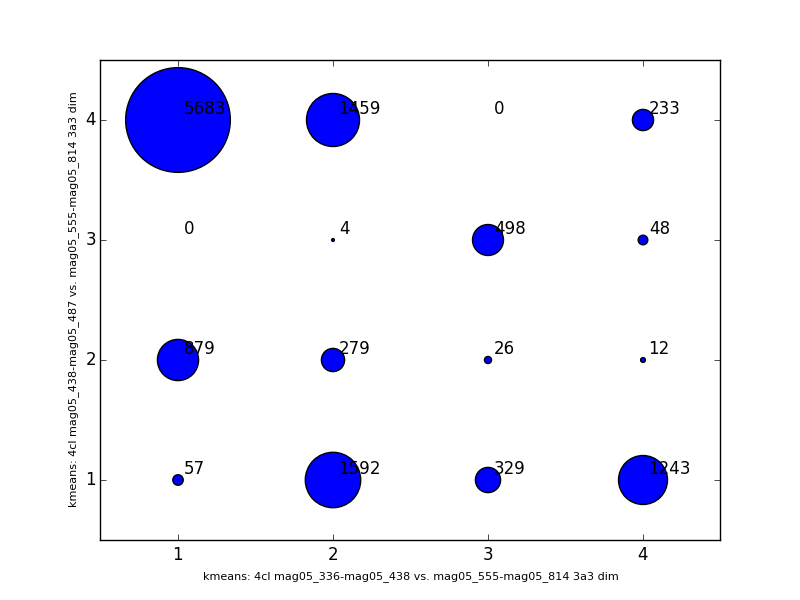 kmeans: 4cl mag05_438-mag05_487 vs. mag05_555-mag05_814 3a3 dim
4 5683 1459 0 233
3 0 4 498 48
2 879 279 26 12
1 57 1592 329 1243
1 2 3 4
kmeans: 4cl mag05_336-mag05_438 vs. mag05_555-mag05_814 3a3 dim